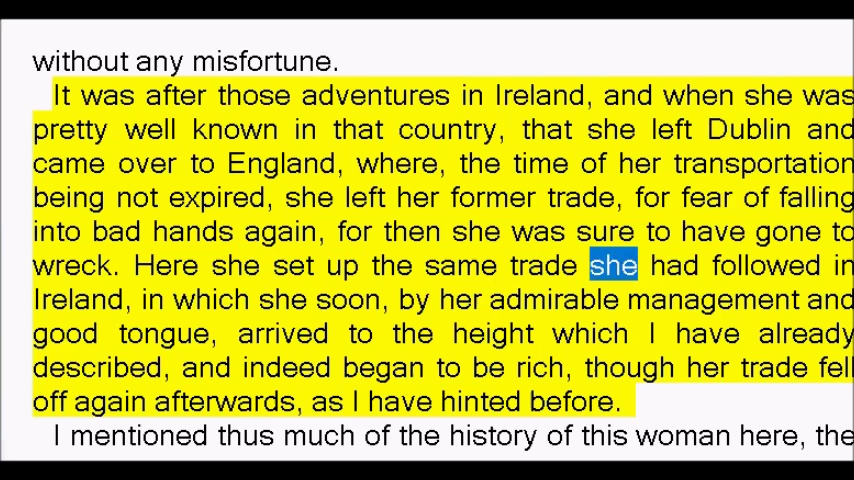 without any misfortune.
It was after those adventures in Ireland, and when she was
pretty well known in that country, that she left Dublin and
came over to England, where, the time of her transportation
being not expired, she left her former trade, for fear of falling
into bad hands again, for then she was sure to have gone to
wreck. Here she set up the same trade she had followed in
Ireland, in which she soon, by her admirable management and
good tongue, arrived to the height which I have already
described, and indeed began to be rich, though her trade fell
off again afterwards, as I have hinted before.
I mentioned thus much of the history of this woman here, the